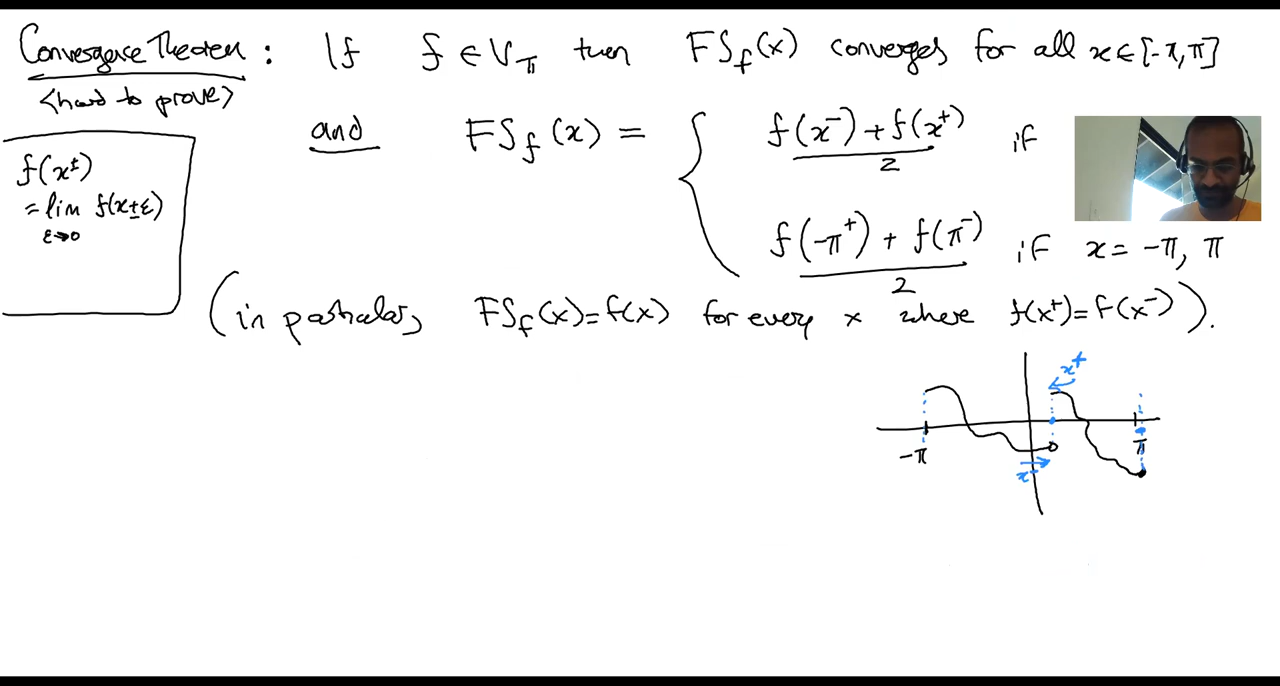 Convergence Theorem : If f ∈ V_π then FS_f(x) converges for all x ∈ [-π, π]
<hard to prove>
and FS_f(x) = { f(x⁻) + f(x⁺) / 2 if
f(-π⁺) + f(π⁻) / 2 if x = -π, π
f(x±)
= lim f(x±ε)
ε→0
(in particular, FS_f(x) = f(x) for every x where f(x⁺) = f(x⁻)).
x⁺
-π
π
x⁻